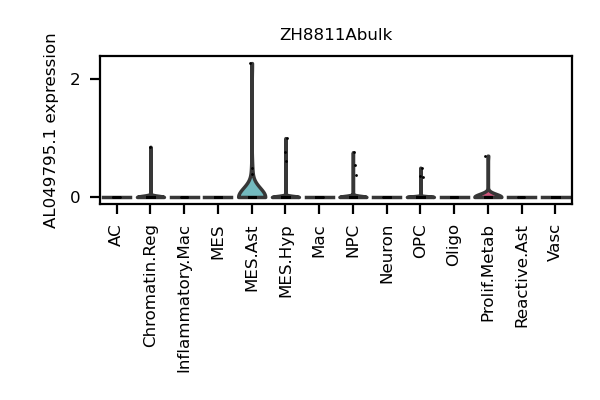 ZH8811Abulk
AL049795.1 expression
2
0
AC
Chromatin.Reg
Inflammatory.Mac
MES
MES.Ast
MES.Hyp
Mac
NPC
Neuron
OPC
Oligo
Prolif.Metab
Reactive.Ast
Vasc